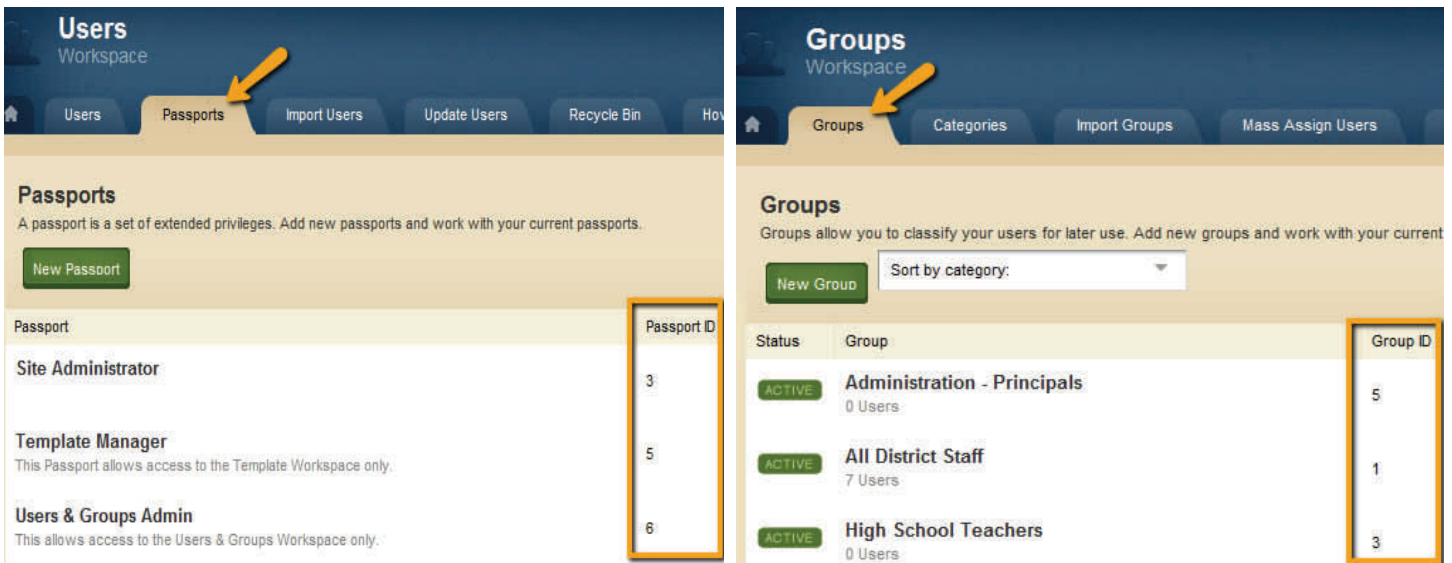 Users
Workspace
Users Passports Import Users Update Users Recycle Bin
Passports
A passport is a set of extended privileges. Add new passports and work with your current passports.
New Passport
Passport Passport ID
Site Administrator
3
Template Manager
This Passport allows access to the Template Workspace only.
5
Users & Groups Admin
This allows access to the Users & Groups Workspace only.
6
Groups
Workspace
Groups Categories Import Groups Mass Assign Users
Groups
Groups allow you to classify your users for later use. Add new groups and work with your current
New Group Sort by category:
Status Group Group ID
ACTIVE Administration - Principals
0 Users
5
ACTIVE All District Staff
7 Users
1
ACTIVE High School Teachers
0 Users
3